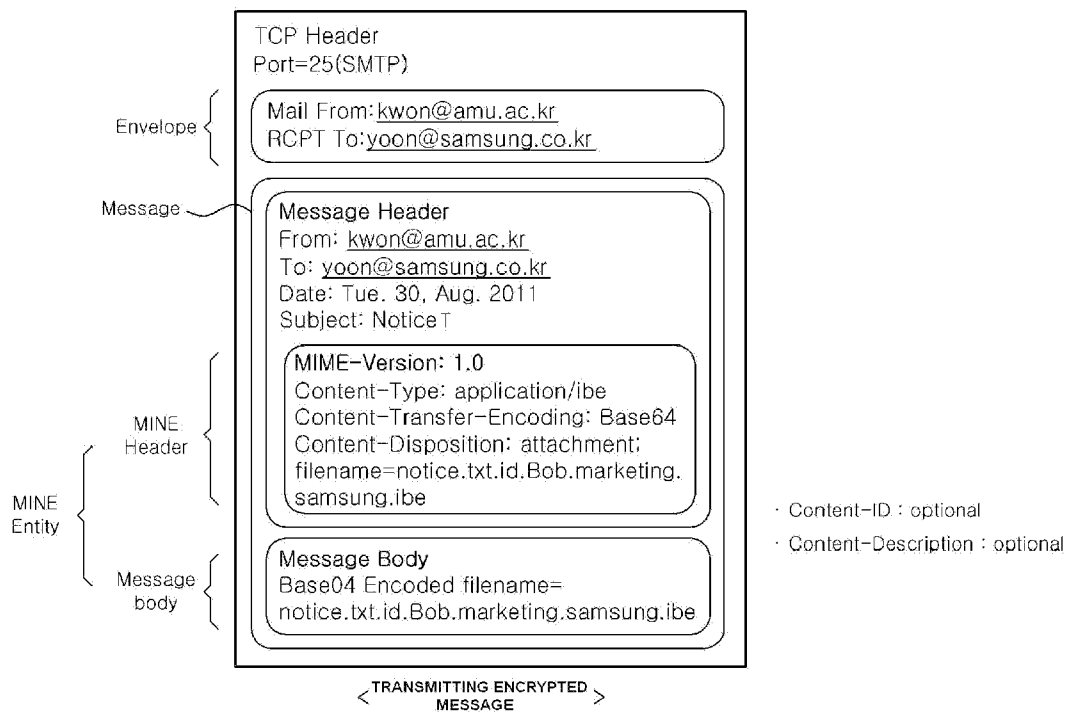 TCP Header
Port=25(SMTP)
Envelope
Mail From:kwon@amu.ac.kr
RCPT To:yoon@samsung.co.kr
Message
Message Header
From: kwon@amu.ac.kr
To: yoon@samsung.co.kr
Date: Tue. 30, Aug. 2011
Subject: Notice T
MINE
Header
MIME-Version: 1.0
Content-Type: application/ibe
Content-Transfer-Encoding: Base64
Content-Disposition: attachment;
filename=notice.txt.id.Bob.marketing.
samsung.ibe
MINE
Entity
Message
body
Message Body
Base04 Encoded filename=
notice.txt.id.Bob.marketing.samsung.ibe
· Content-ID : optional
· Content-Description : optional
<TRANSMITTING ENCRYPTED
MESSAGE>